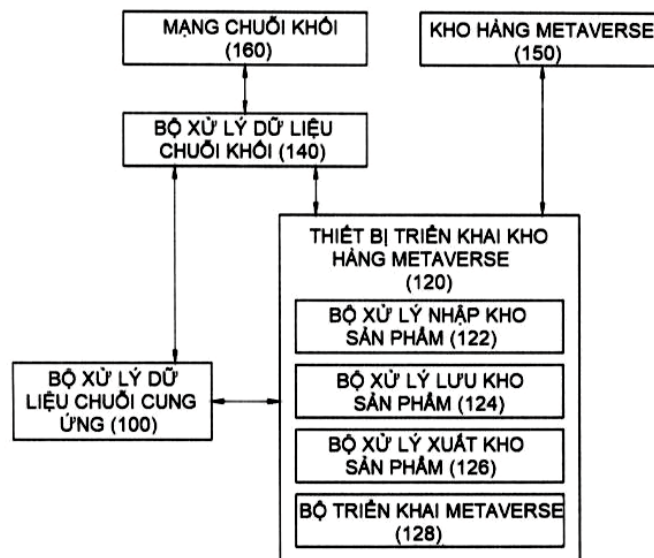 MẠNG CHUỖI KHỐI
(160)
KHO HÀNG METAVERSE
(150)
BỘ XỬ LÝ DỮ LIỆU
CHUỖI KHỐI (140)
THIẾT BỊ TRIỂN KHAI KHO
HÀNG METAVERSE
(120)
BỘ XỬ LÝ NHẬP KHO
SẢN PHẨM (122)
BỘ XỬ LÝ DỮ
LIỆU CHUỖI CUNG
ỨNG (100)
BỘ XỬ LÝ LƯU KHO
SẢN PHẨM (124)
BỘ XỬ LÝ XUẤT KHO
SẢN PHẨM (126)
BỘ TRIỂN KHAI METAVERSE
(128)